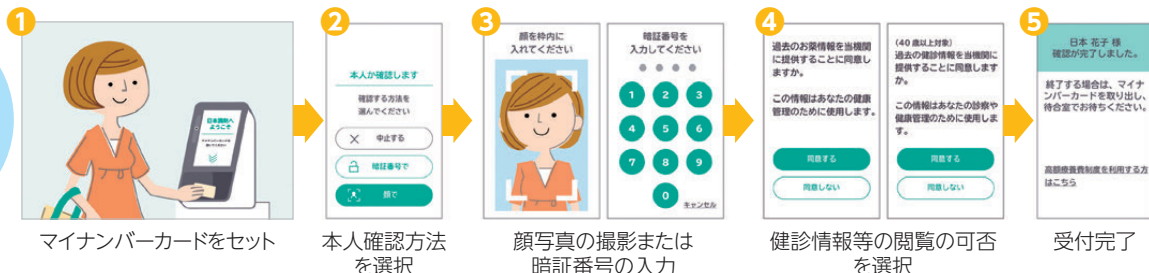 1
日本歯科へ
ようこそ
マイナンバーカードをセット
2
本人か確認します
確認する方法を
選んでください
中止する
暗証番号で
顔で
本人確認方法
を選択
3
顔を枠内に
入れてください
暗証番号を
入力してください
1 2 3
4 5 6
7 8 9
0
キャンセル
顔写真の撮影または
暗証番号の入力
4
過去のお薬情報を当機関
に提供することに同意し
ますか。
この情報はあなたの健康
管理のために使用します。
同意する
同意しない
(40歳以上対象)
過去の健診情報を当機関に
提供することに同意します
か。
この情報はあなたの診察や
健康管理のために使用しま
す。
同意する
同意しない
健診情報等の閲覧の可否
を選択
5
日本 花子 様
確認が完了しました。
終了する場合は、マイナ
ンバーカードを取り出し、
待合室でお待ちください。
高額療養費制度を利用する方
はこちら
受付完了